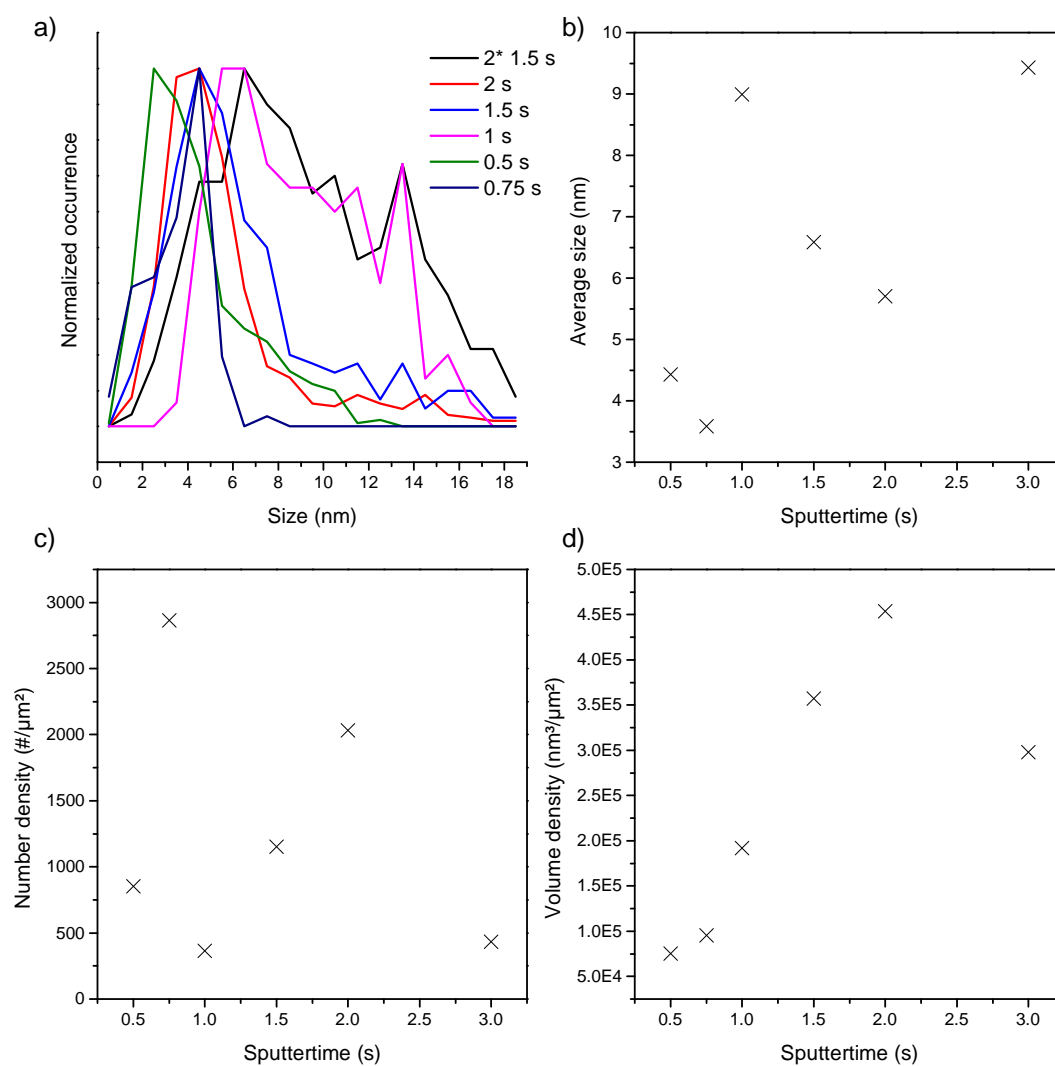 a)
2* 1.5 s
2 s
1.5 s
1 s
0.5 s
0.75 s
Normalized occurrence
0 2 4 6 8 10 12 14 16 18
Size (nm)
b)
10
9
8
7
6
5
4
3
Average size (nm)
0.5 1.0 1.5 2.0 2.5 3.0
Sputtertime (s)
c)
3000
2500
2000
1500
1000
500
0
Number density (#/µm²)
0.5 1.0 1.5 2.0 2.5 3.0
Sputtertime (s)
d)
5.0E5
4.5E5
4.0E5
3.5E5
3.0E5
2.5E5
2.0E5
1.5E5
1.0E5
5.0E4
Volume density (nm³/µm²)
0.5 1.0 1.5 2.0 2.5 3.0
Sputtertime (s)